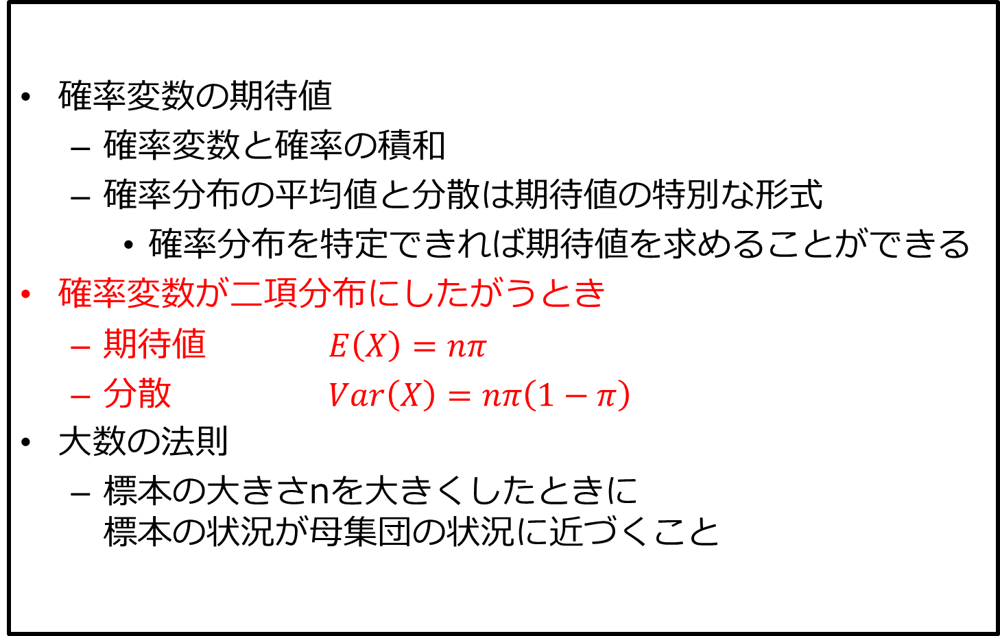 • 確率変数の期待値
– 確率変数と確率の積和
– 確率分布の平均値と分散は期待値の特別な形式
• 確率分布を特定できれば期待値を求めることができる
• 確率変数が二項分布にしたがうとき
– 期待値 E(X) = nπ
– 分散 Var(X) = nπ(1 − π)
• 大数の法則
– 標本の大きさnを大きくしたときに
標本の状況が母集団の状況に近づくこと